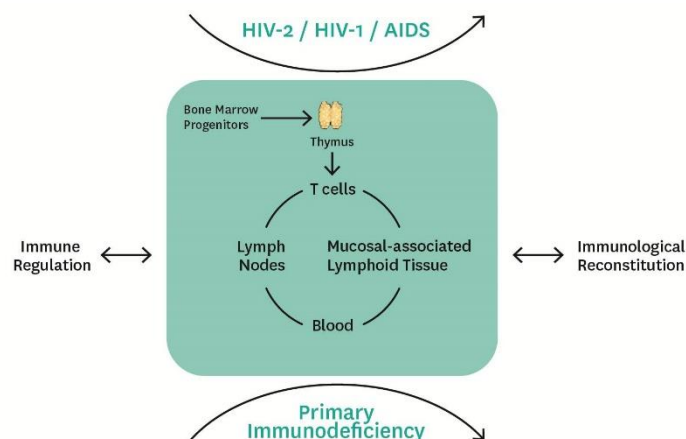 HIV-2 / HIV-1 / AIDS
Bone Marrow
Progenitors
Thymus
T cells
Immune
Regulation
Lymph
Nodes
Mucosal-associated
Lymphoid Tissue
Immunological
Reconstitution
Blood
Primary
Immunodeficiency